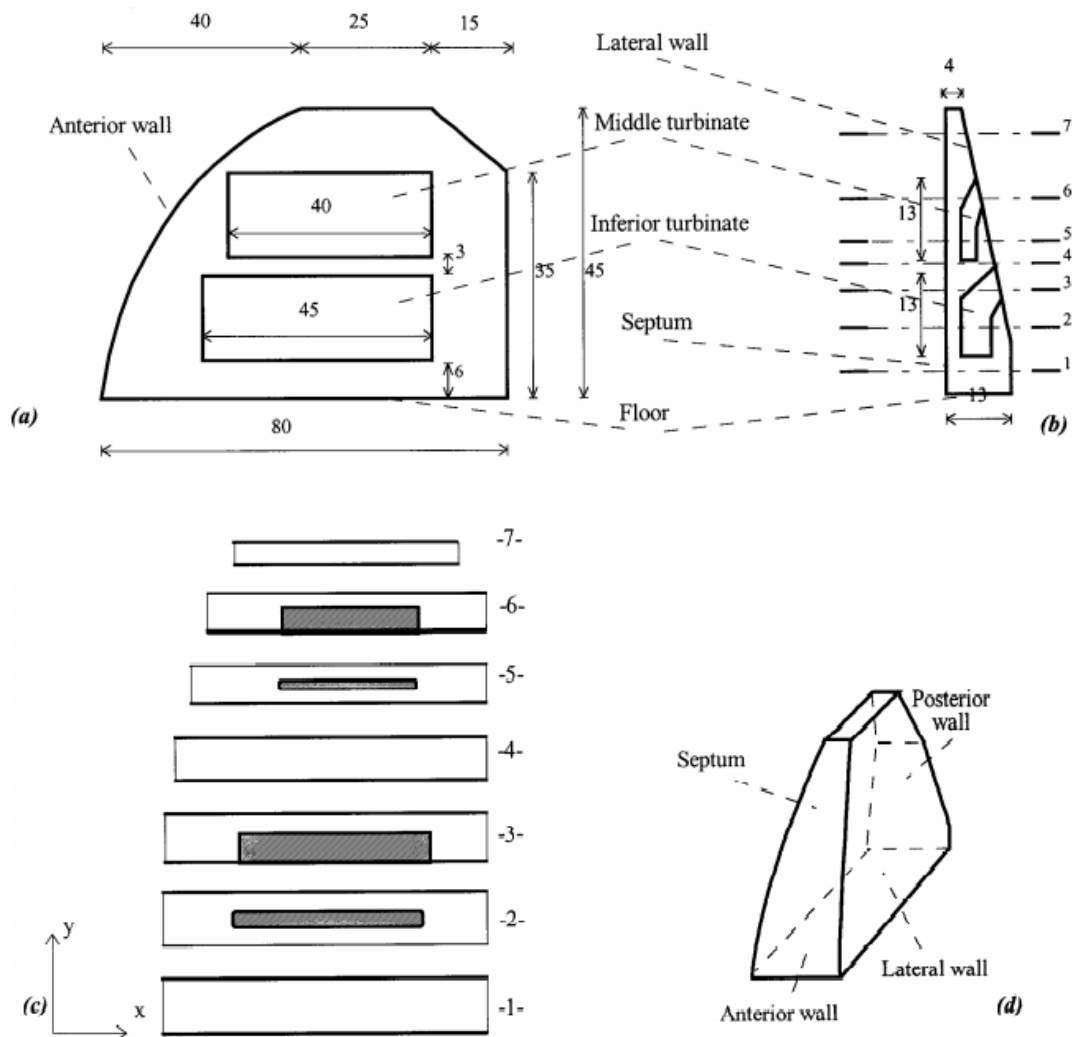 40
25
15
Lateral wall
4
Anterior wall
Middle turbinate
7
40
13
6
Inferior turbinate
5
3
35
45
4
3
45
13
2
Septum
6
1
(a)
Floor
13
(b)
80
-7-
-6-
-5-
Posterior
wall
-4-
Septum
-3-
-2-
y
Lateral wall
(c)
x
-1-
Anterior wall
(d)